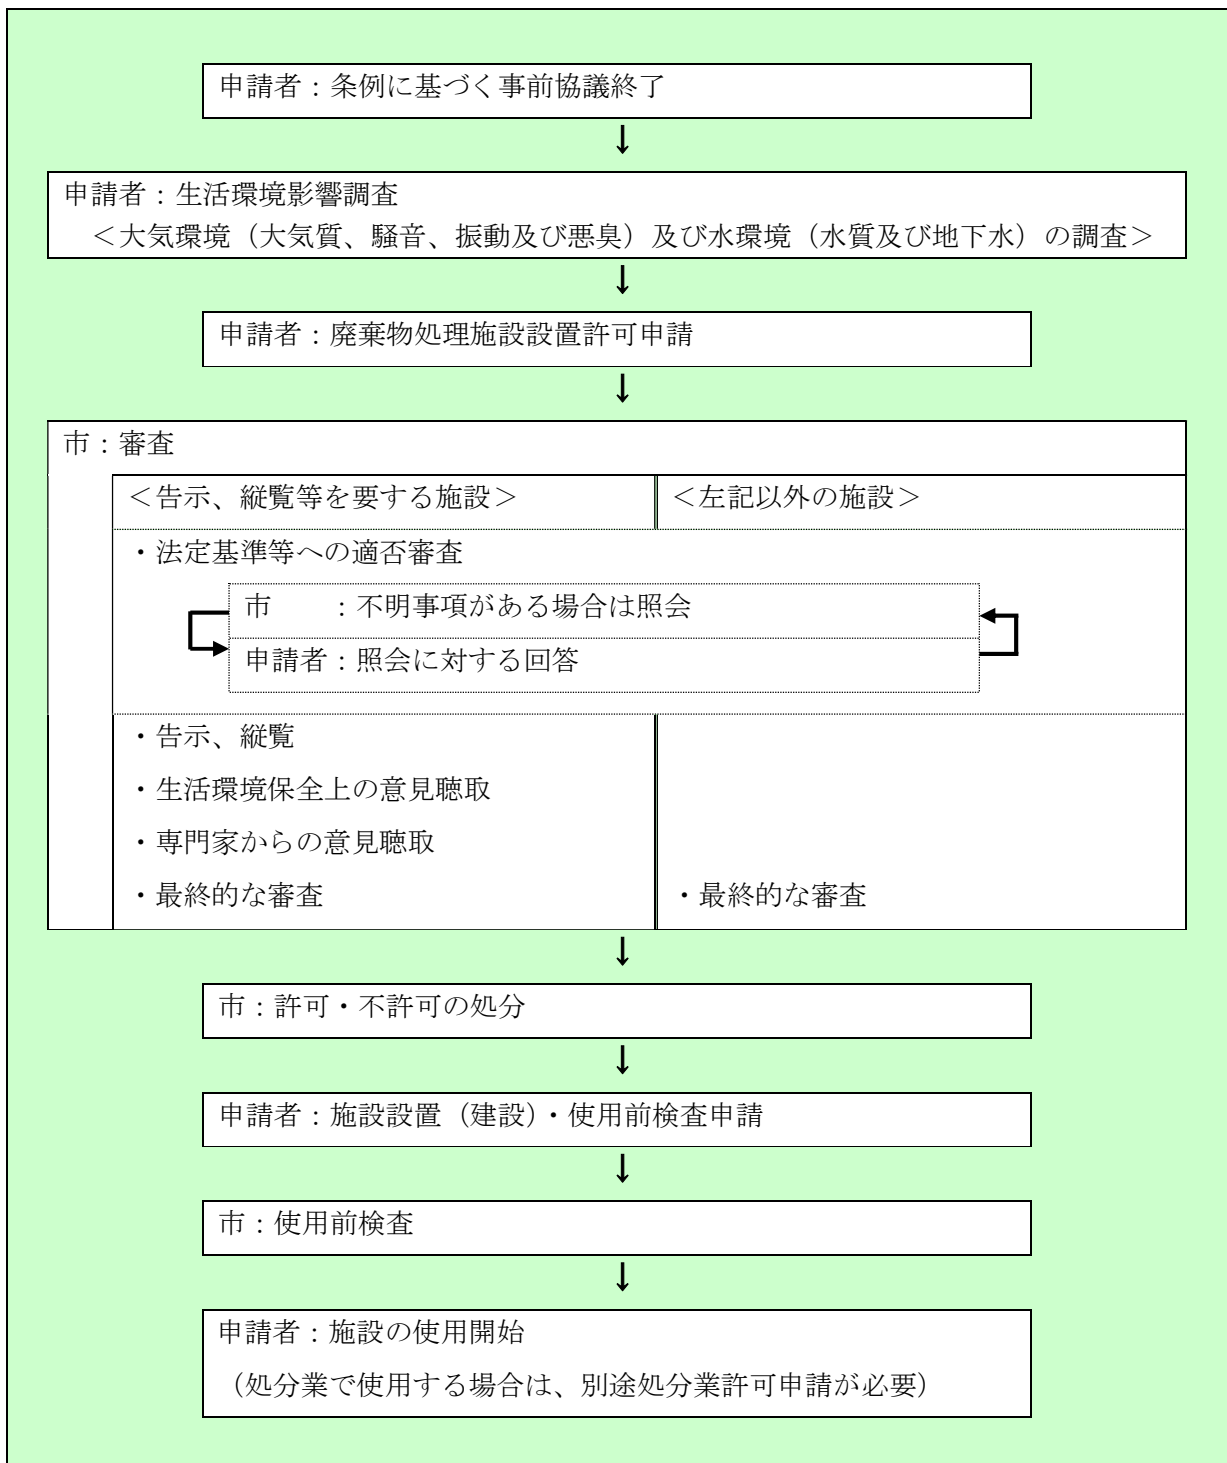 申請者：条例に基づく事前協議終了
↓
申請者：生活環境影響調査
＜大気環境（大気質、騒音、振動及び悪臭）及び水環境（水質及び地下水）の調査＞
↓
申請者：廃棄物処理施設設置許可申請
↓
市：審査
＜告示、縦覧等を要する施設＞ ＜左記以外の施設＞
・法定基準等への適否審査
市　　：不明事項がある場合は照会
申請者：照会に対する回答
・告示、縦覧
・生活環境保全上の意見聴取
・専門家からの意見聴取
・最終的な審査 ・最終的な審査
↓
市：許可・不許可の処分
↓
申請者：施設設置（建設）・使用前検査申請
↓
市：使用前検査
↓
申請者：施設の使用開始
（処分業で使用する場合は、別途処分業許可申請が必要）